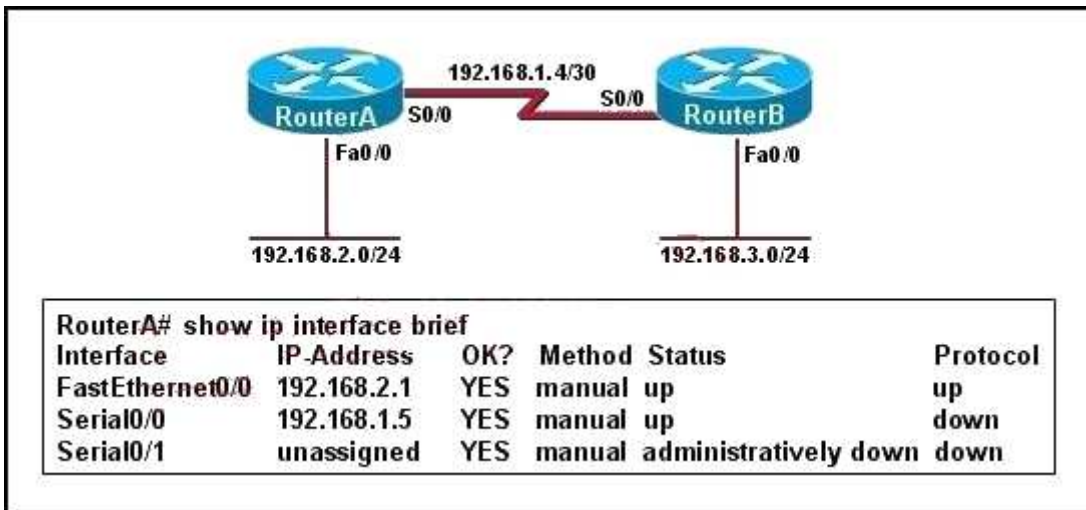 192.168.1.4/30
RouterA S0/0 S0/0 RouterB
Fa0/0 Fa0/0
192.168.2.0/24 192.168.3.0/24
RouterA# show ip interface brief
Interface IP-Address OK? Method Status Protocol
FastEthernet0/0 192.168.2.1 YES manual up up
Serial0/0 192.168.1.5 YES manual up down
Serial0/1 unassigned YES manual administratively down down